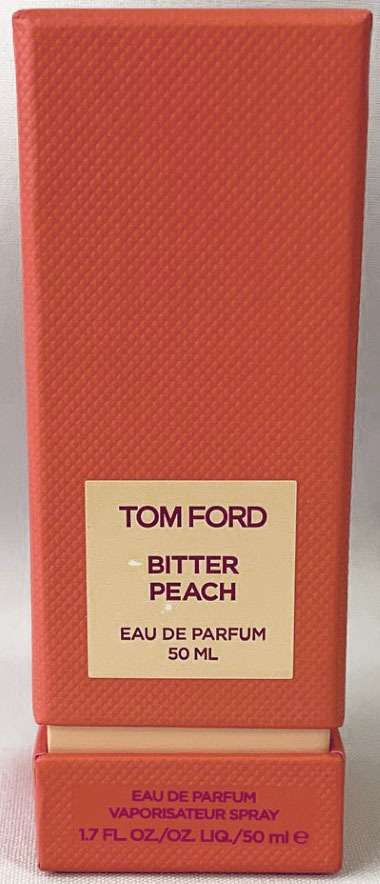 TOM FORD
BITTER
PEACH
EAU DE PARFUM
50 ML
EAU DE PARFUM
VAPORISATEUR SPRAY
1.7 FL. OZ./OZ. LIQ./50 ml ℮